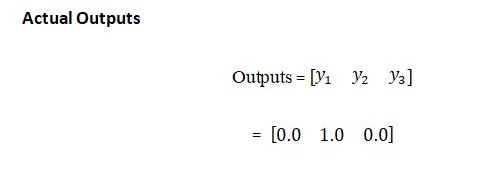 Actual Outputs
Outputs = [y₁ y₂ y₃]
= [0.0 1.0 0.0]